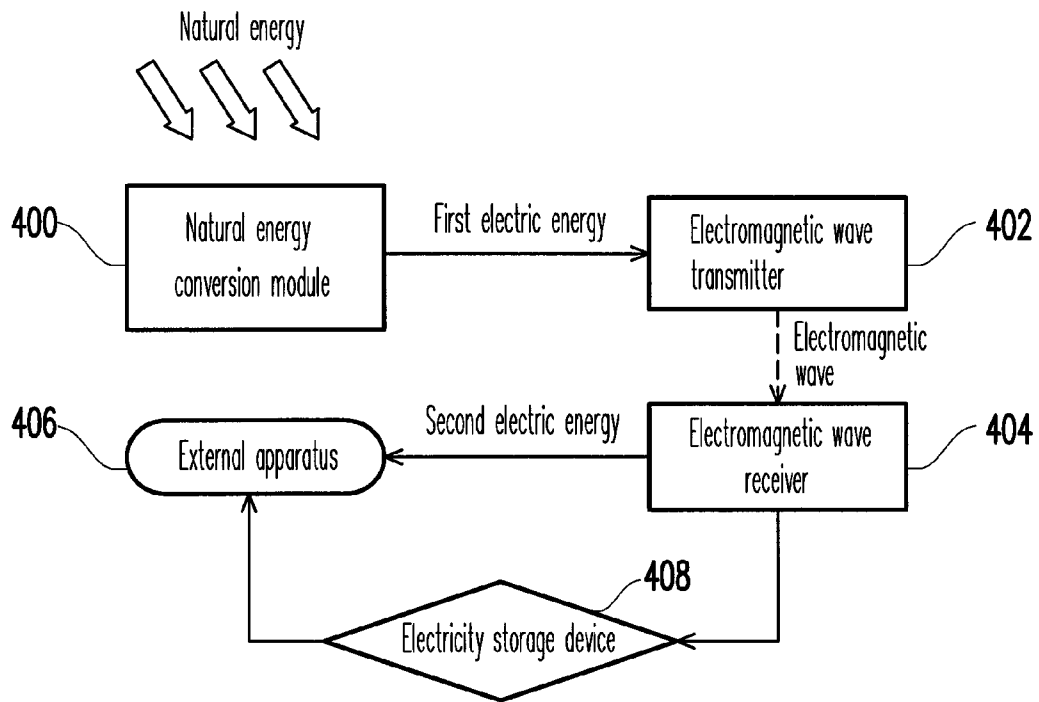 Natural energy
400
Natural energy
conversion module
First electric energy
Electromagnetic wave
transmitter
402
Electromagnetic
wave
406
External apparatus
Second electric energy
Electromagnetic wave
receiver
404
408
Electricity storage device